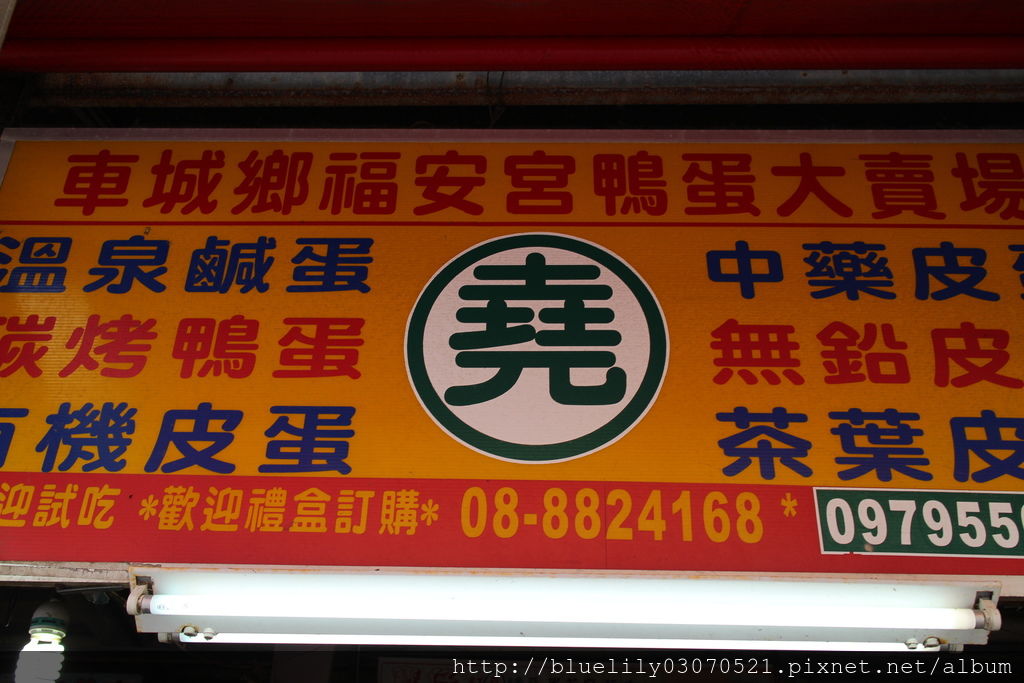 車城鄉福安宮鴨蛋大賣場
溫泉鹹蛋
碳烤鴨蛋
機皮蛋
堯
中藥皮
無鉛皮
茶葉皮
迎試吃 *歡迎禮盒訂購* 08-8824168 *
097955
http://bluelily03070521.pixnet.net/album